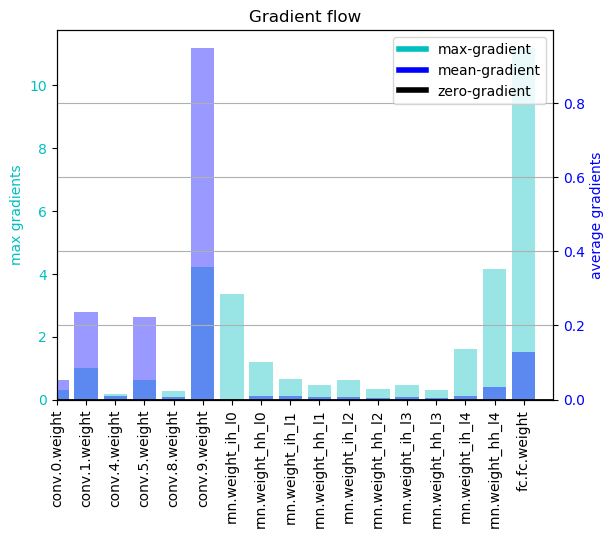 Gradient flow
max-gradient
mean-gradient
zero-gradient
10
8
6
4
2
0
max gradients
0.8
0.6
0.4
0.2
0.0
average gradients
conv.0.weight
conv.1.weight
conv.4.weight
conv.5.weight
conv.8.weight
conv.9.weight
rnn.weight_ih_l0
rnn.weight_hh_l0
rnn.weight_ih_l1
rnn.weight_hh_l1
rnn.weight_ih_l2
rnn.weight_hh_l2
rnn.weight_ih_l3
rnn.weight_hh_l3
rnn.weight_ih_l4
rnn.weight_hh_l4
fc.fc.weight